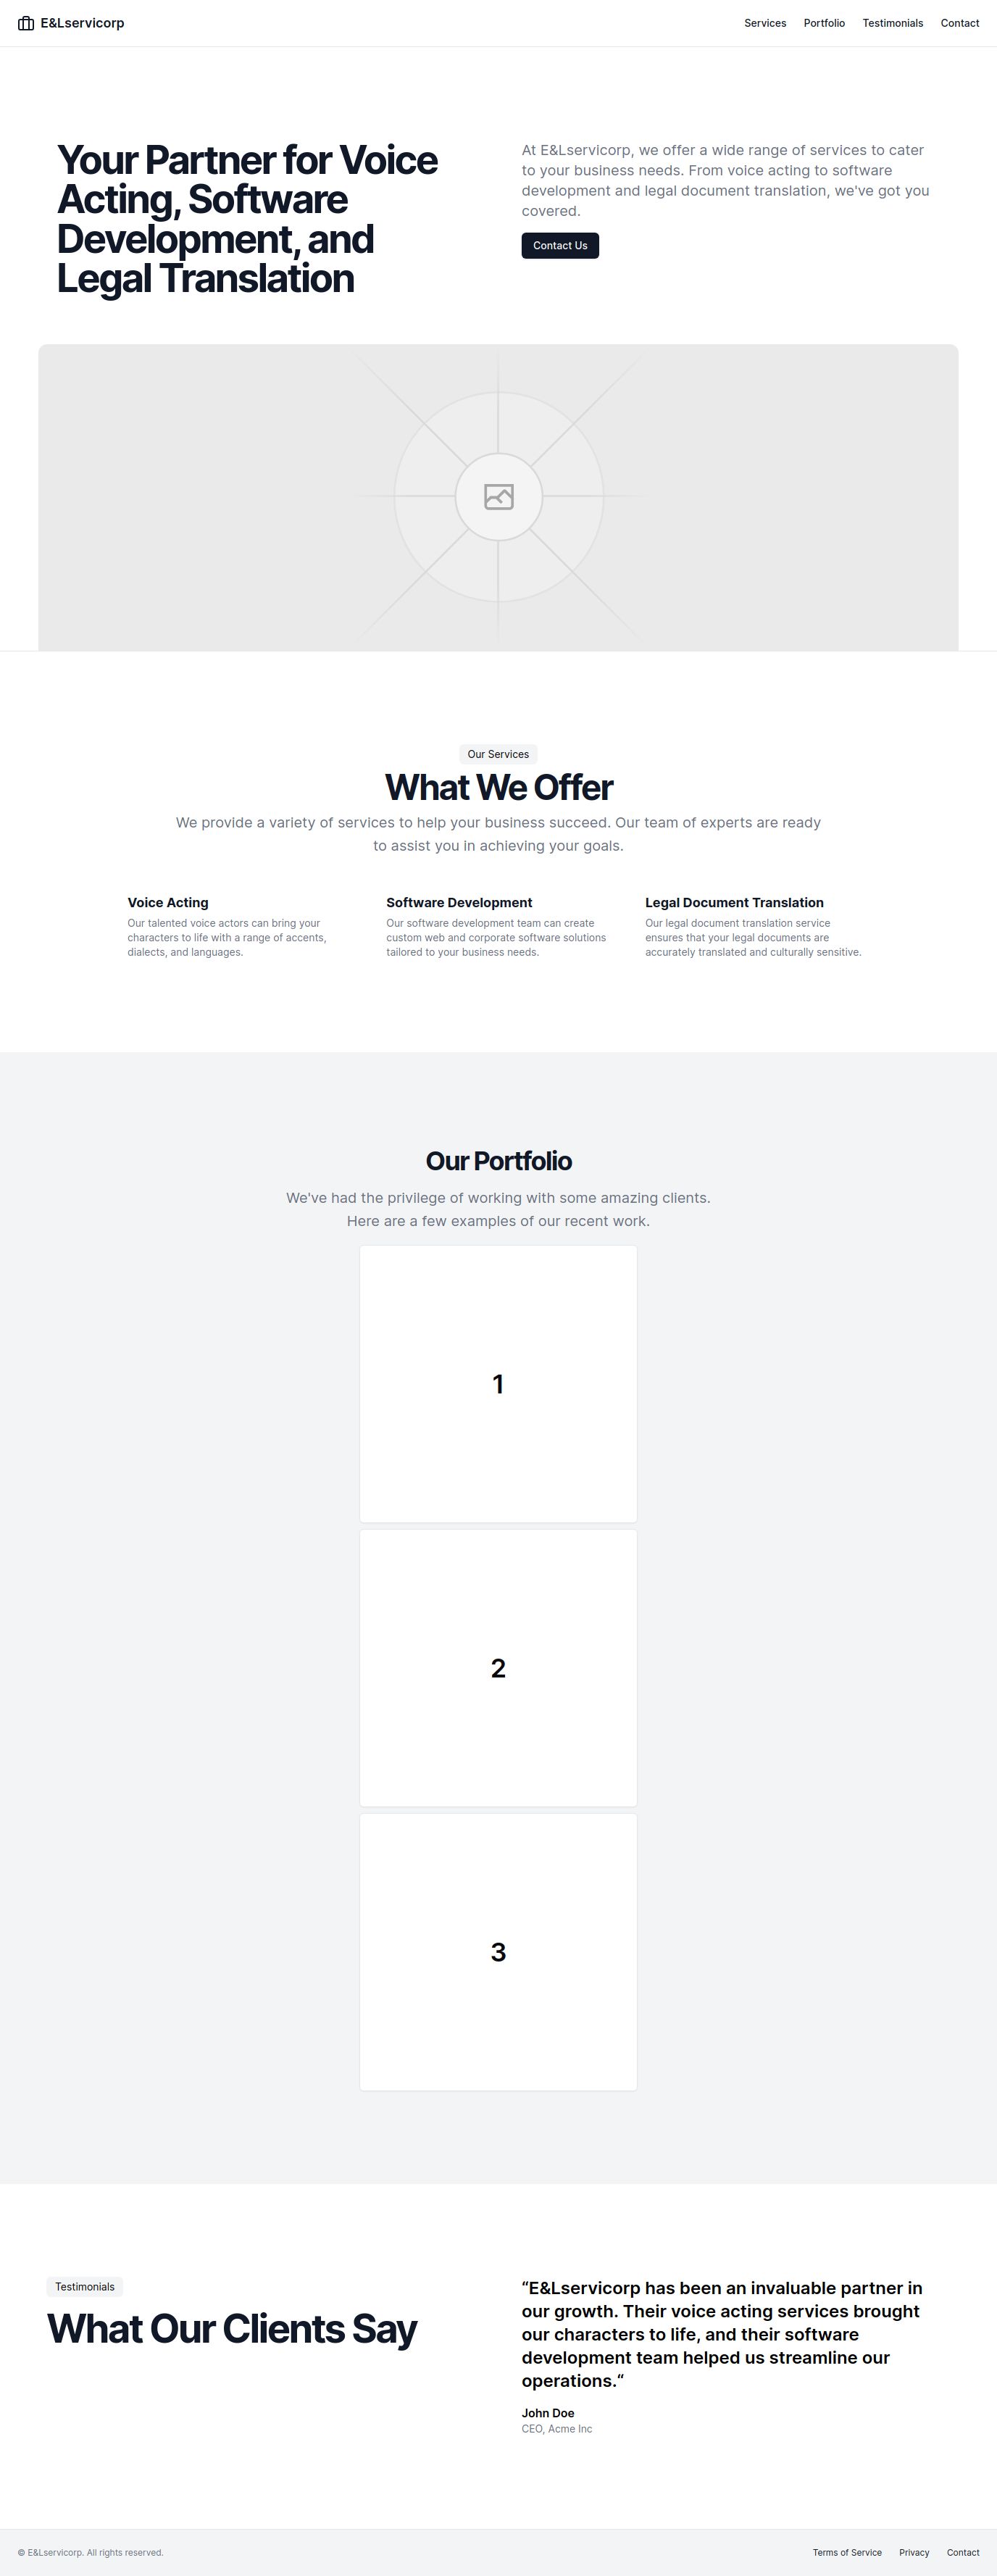 E&Lservicorp
Services
Portfolio
Testimonials
Contact
Your Partner for Voice
Acting, Software
Development, and
Legal Translation
At E&Lservicorp, we offer a wide range of services to cater
to your business needs. From voice acting to software
development and legal document translation, we've got you
covered.
Contact Us
Our Services
What We Offer
We provide a variety of services to help your business succeed. Our team of experts are ready
to assist you in achieving your goals.
Voice Acting
Our talented voice actors can bring your
characters to life with a range of accents,
dialects, and languages.
Software Development
Our software development team can create
custom web and corporate software solutions
tailored to your business needs.
Legal Document Translation
Our legal document translation service
ensures that your legal documents are
accurately translated and culturally sensitive.
Our Portfolio
We've had the privilege of working with some amazing clients.
Here are a few examples of our recent work.
1
2
3
Testimonials
What Our Clients Say
“E&Lservicorp has been an invaluable partner in
our growth. Their voice acting services brought
our characters to life, and their software
development team helped us streamline our
operations.“
John Doe
CEO, Acme Inc
© E&Lservicorp. All rights reserved.
Terms of Service
Privacy
Contact